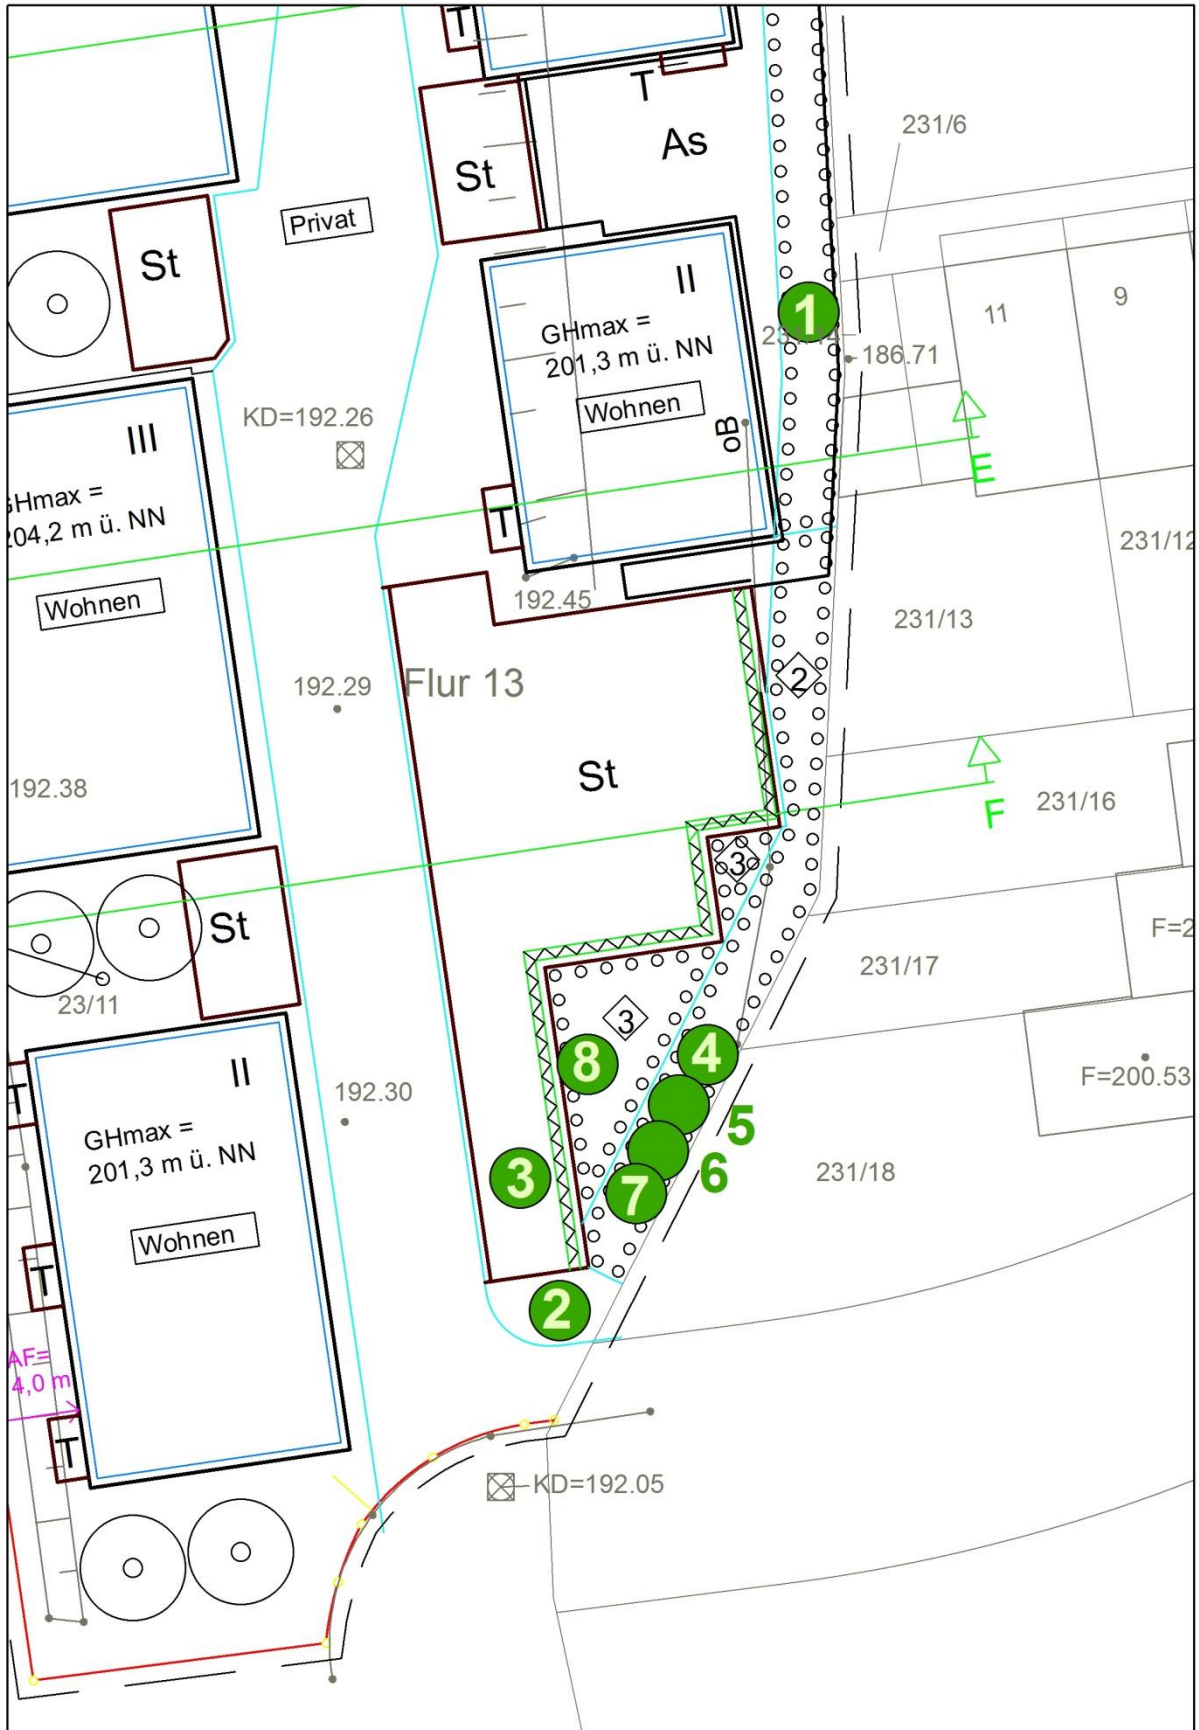 T
T
As
St
231/6
Privat
St
II
11
9
GHmax =
201,3 m ü. NN
1
186.71
Wohnen
KD=192.26
oB
III
E
GHmax =
204,2 m ü. NN
T
231/12
Wohnen
192.45
231/13
192.29
Flur 13
2
St
192.38
231/16
F
3
St
F=2
231/17
23/11
3
8
4
II
F=200.53
T
192.30
5
GHmax =
201,3 m ü. NN
6
231/18
3
7
Wohnen
T
2
AF=
4,0 m
T
KD=192.05